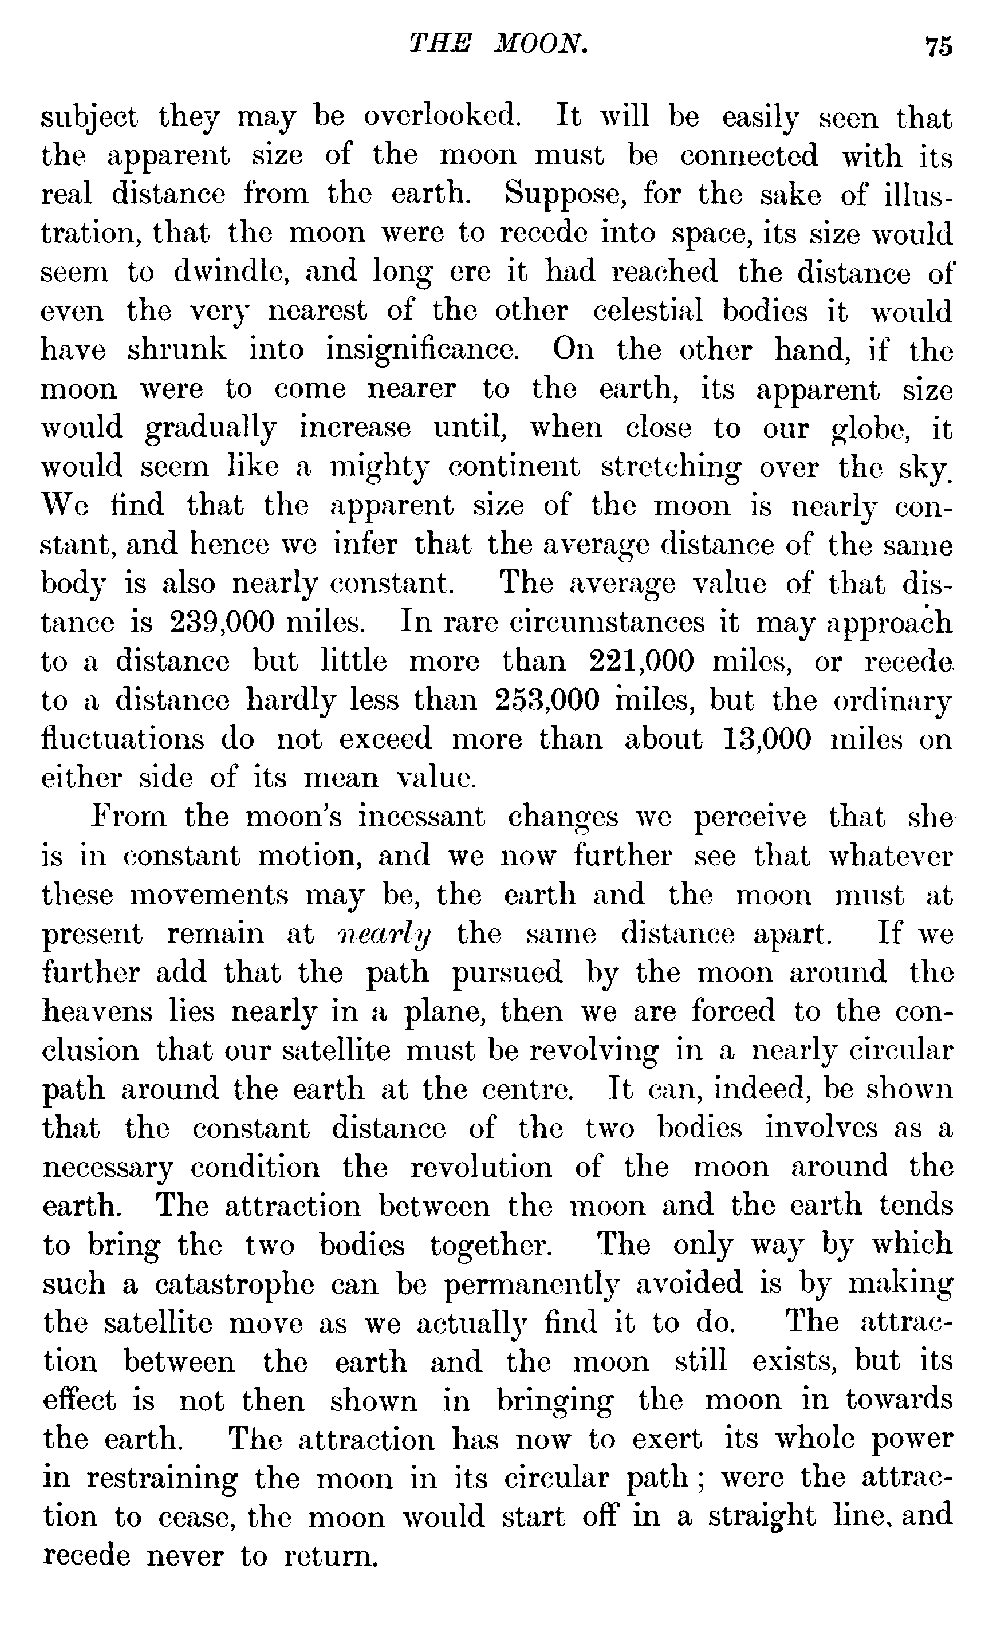 THE MOON. 75
subject they may be overlooked. It will be easily seen that
the apparent size of the moon must be connected with its
real distance from the earth. Suppose, for the sake of illus-
tration, that the moon were to recede into space, its size would
seem to dwindle, and long ere it had reached the distance of
even the very nearest of the other celestial bodies it would
have shrunk into insignificance. On the other hand, if the
moon were to come nearer to the earth, its apparent size
would gradually increase until, when close to our globe, it
would seem like a mighty continent stretching over the sky.
We find that the apparent size of the moon is nearly con-
stant, and hence we infer that the average distance of the same
body is also nearly constant. The average value of that dis-
tance is 239,000 miles. In rare circumstances it may approach
to a distance but little more than 221,000 miles, or recede
to a distance hardly less than 253,000 miles, but the ordinary
fluctuations do not exceed more than about 13,000 miles on
either side of its mean value.
From the moon's incessant changes we perceive that she
is in constant motion, and we now further see that whatever
these movements may be, the earth and the moon must at
present remain at nearly the same distance apart. If we
further add that the path pursued by the moon around the
heavens lies nearly in a plane, then we are forced to the con-
clusion that our satellite must be revolving in a nearly circular
path around the earth at the centre. It can, indeed, be shown
that the constant distance of the two bodies involves as a
necessary condition the revolution of the moon around the
earth. The attraction between the moon and the earth tends
to bring the two bodies together. The only way by which
such a catastrophe can be permanently avoided is by making
the satellite move as we actually find it to do. The attrac-
tion between the earth and the moon still exists, but its
effect is not then shown in bringing the moon in towards
the earth. The attraction has now to exert its whole power
in restraining the moon in its circular path; were the attrac-
tion to cease, the moon would start off in a straight line, and
recede never to return.